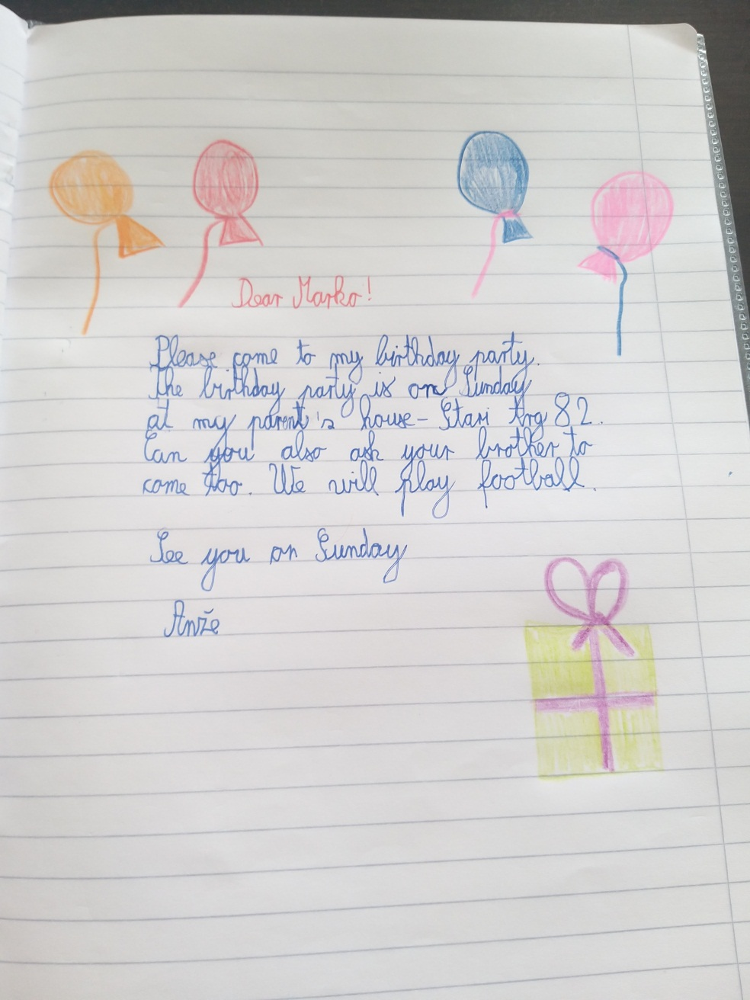 Dear Marko!
Please come to my birthday party.
The birthday party is on Sunday
at my parent's house - Stari trg 82.
Can you also ask your brother to
come too. We will play football.
See you on Sunday
Anže